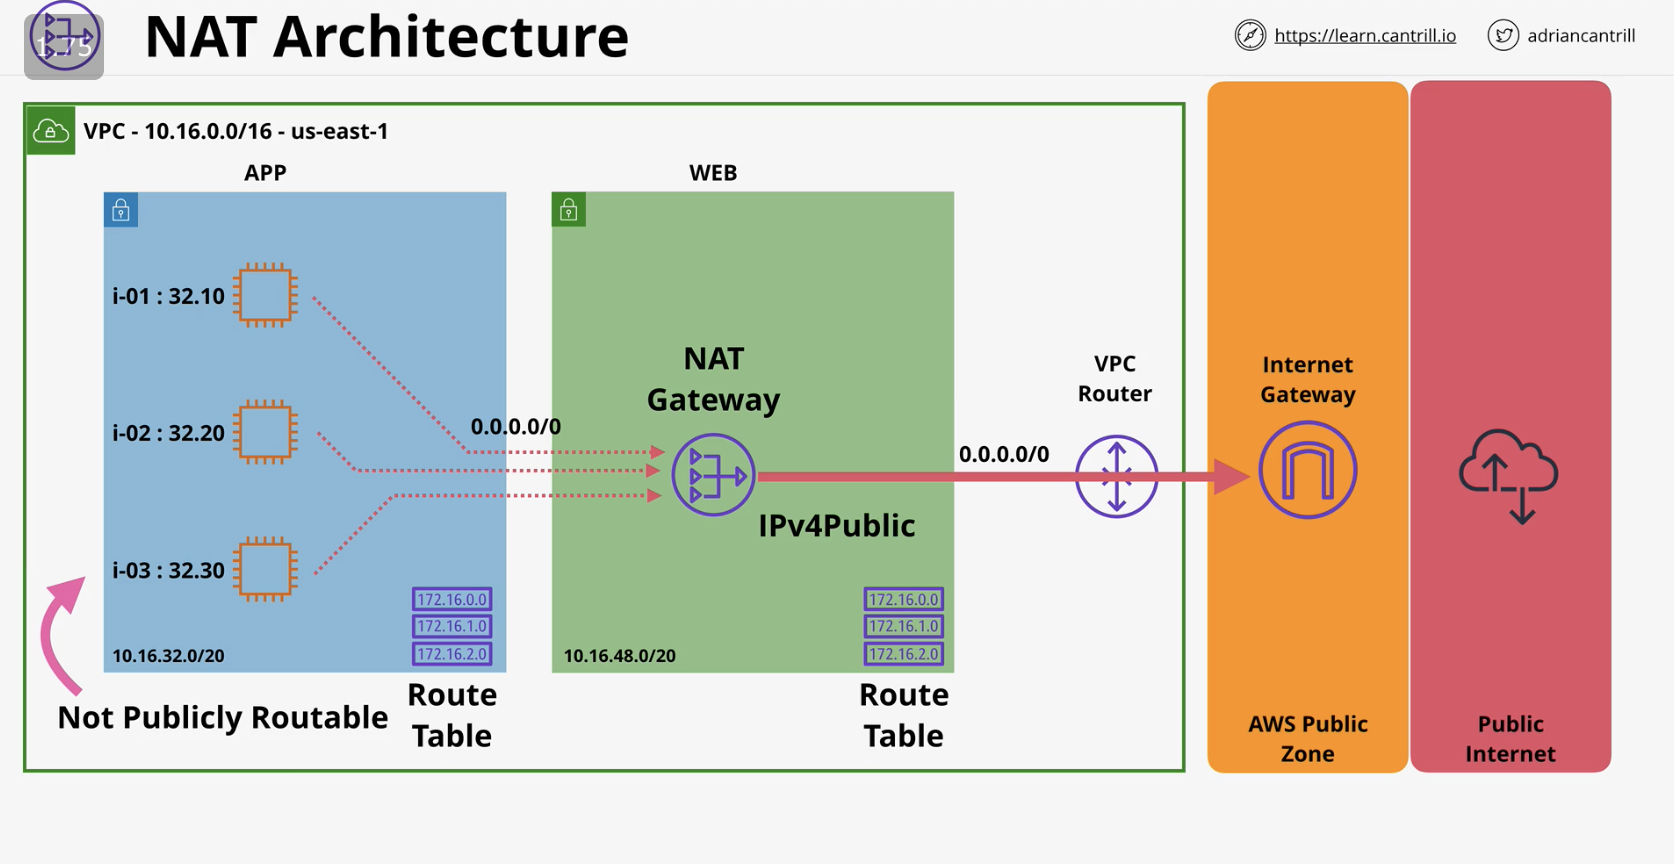 1.75
NAT Architecture
https://learn.cantrill.io
adriancantrill
VPC - 10.16.0.0/16 - us-east-1
APP
WEB
i-01 : 32.10
i-02 : 32.20
i-03 : 32.30
0.0.0.0/0
NAT
Gateway
IPv4Public
0.0.0.0/0
VPC
Router
Internet
Gateway
172.16.0.0
172.16.1.0
172.16.2.0
10.16.32.0/20
172.16.0.0
172.16.1.0
172.16.2.0
10.16.48.0/20
Not Publicly Routable
Route
Table
Route
Table
AWS Public
Zone
Public
Internet